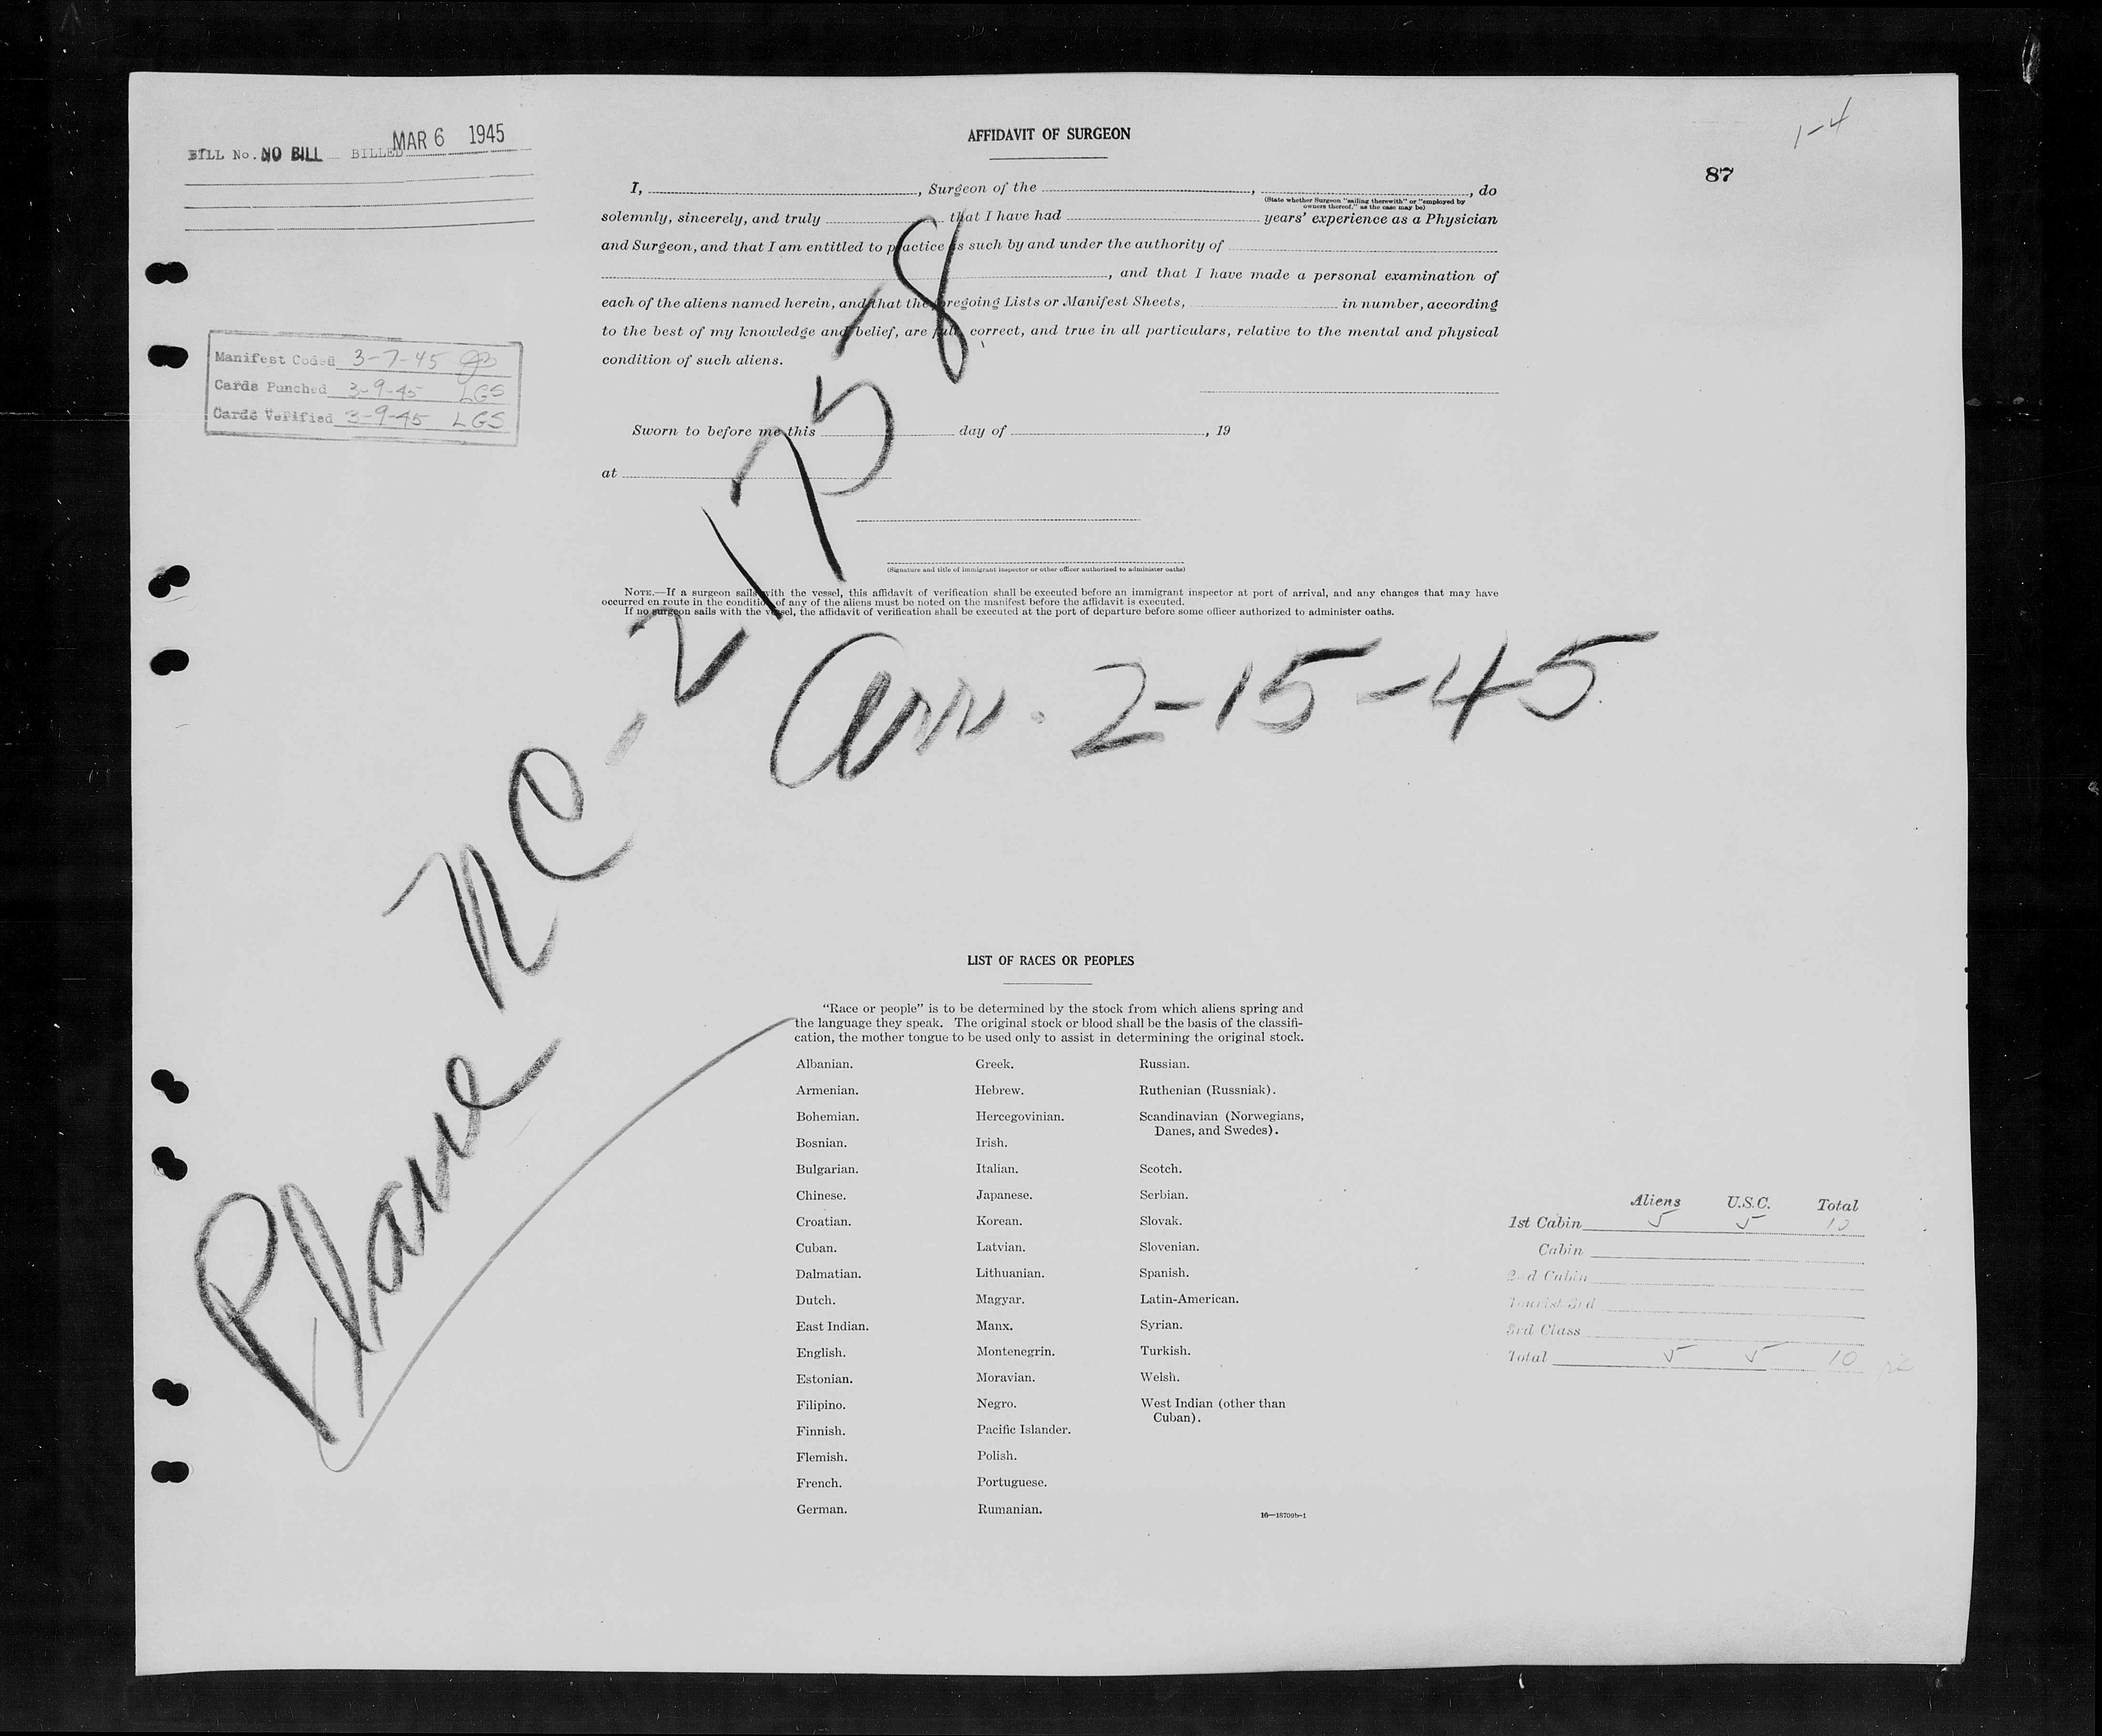 1-4
87
BILL No. NO BILL BILLED MAR 6 1945
AFFIDAVIT OF SURGEON
I, , Surgeon of the , , do
(State whether Surgeon "sailing therewith" or "employed by
owners thereof," as the case may be)
solemnly, sincerely, and truly that I have had years' experience as a Physician
and Surgeon, and that I am entitled to practice as such by and under the authority of
, and that I have made a personal examination of
each of the aliens named herein, and that the foregoing Lists or Manifest Sheets, in number, according
to the best of my knowledge and belief, are full, correct, and true in all particulars, relative to the mental and physical
condition of such aliens.
Manifest Coded 3-7-45
Cards Punched 3-9-45 LGS
Cards Verified 3-9-45 LGS
Sworn to before me this day of , 19
at
(Signature and title of immigrant inspector or other officer authorized to administer oaths)
NOTE.—If a surgeon sails with the vessel, this affidavit of verification shall be executed before an immigrant inspector at port of arrival, and any changes that may have
occurred en route in the condition of any of the aliens must be noted on the manifest before the affidavit is executed.
If no surgeon sails with the vessel, the affidavit of verification shall be executed at the port of departure before some officer authorized to administer oaths.
Plane NC-2175-8
Arr. 2-15-45
LIST OF RACES OR PEOPLES
"Race or people" is to be determined by the stock from which aliens spring and
the language they speak. The original stock or blood shall be the basis of the classifi-
cation, the mother tongue to be used only to assist in determining the original stock.
Albanian.
Armenian.
Bohemian.
Bosnian.
Bulgarian.
Chinese.
Croatian.
Cuban.
Dalmatian.
Dutch.
East Indian.
English.
Estonian.
Filipino.
Finnish.
Flemish.
French.
German.
Greek.
Hebrew.
Hercegovinian.
Irish.
Italian.
Japanese.
Korean.
Latvian.
Lithuanian.
Magyar.
Manx.
Montenegrin.
Moravian.
Negro.
Pacific Islander.
Polish.
Portuguese.
Rumanian.
Russian.
Ruthenian (Russniak).
Scandinavian (Norwegians,
Danes, and Swedes).
Scotch.
Serbian.
Slovak.
Slovenian.
Spanish.
Latin-American.
Syrian.
Turkish.
Welsh.
West Indian (other than
Cuban).
16—18709b-1
Aliens U.S.C. Total
1st Cabin 5 5 10
Cabin
2nd Cabin
Tourist 3rd
3rd Class
Total 5 5 10